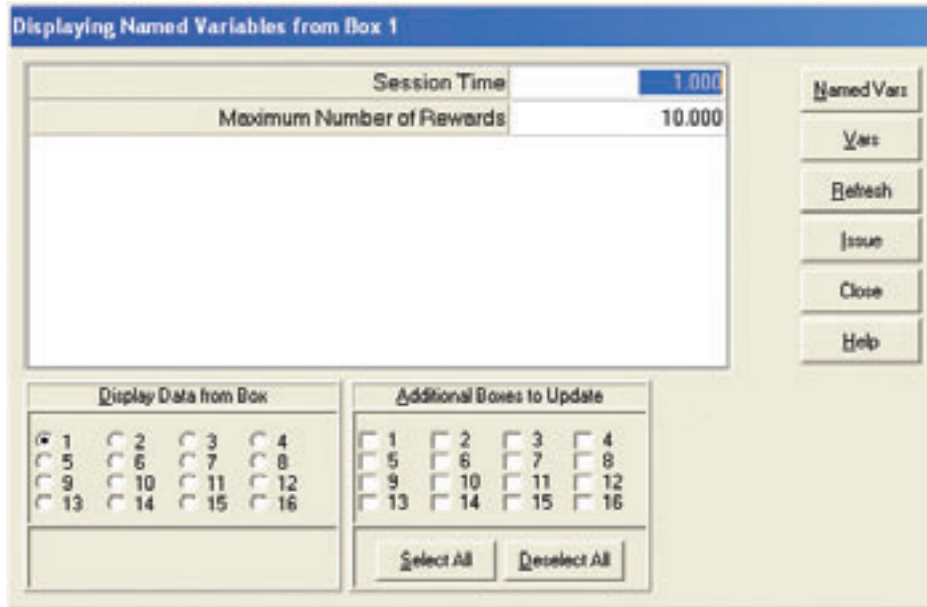 Displaying Named Variables from Box 1
Session Time 1.000
Maximum Number of Rewards 10.000
Named Vars
Vars
Refresh
Issue
Close
Help
Display Data from Box
1 2 3 4
5 6 7 8
9 10 11 12
13 14 15 16
Additional Boxes to Update
1 2 3 4
5 6 7 8
9 10 11 12
13 14 15 16
Select All Deselect All